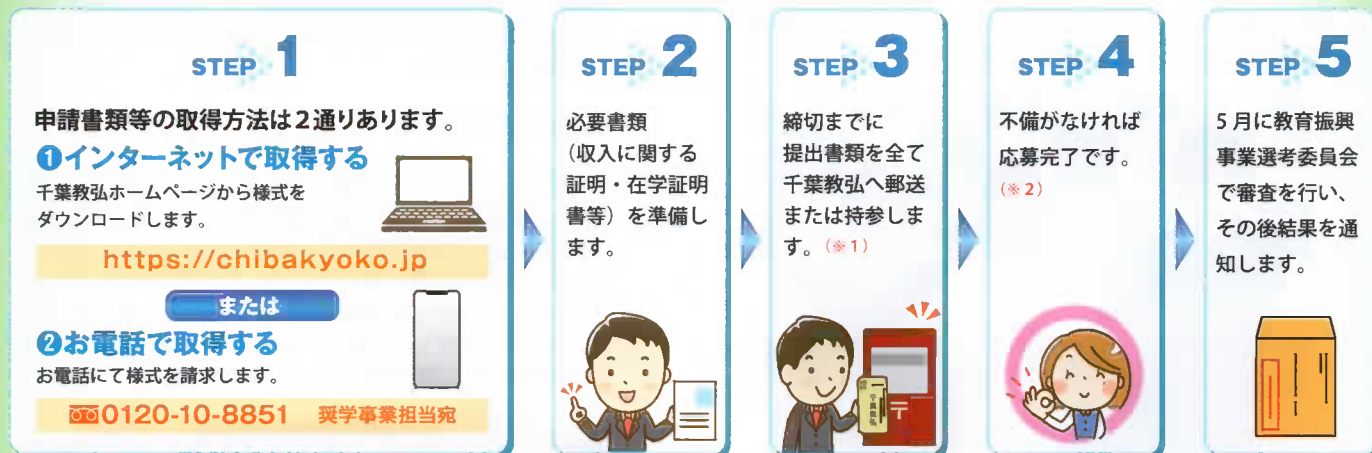 STEP 1
申請書類等の取得方法は2通りあります。
❶インターネットで取得する
千葉教弘ホームページから様式を
ダウンロードします。
https://chibakyoko.jp
または
❷お電話で取得する
お電話にて様式を請求します。
0120-10-8851 奨学事業担当宛
STEP 2
必要書類
(収入に関する
証明・在学証明
書等)を準備し
ます。
STEP 3
締切までに
提出書類を全て
千葉教弘へ郵送
または持参しま
す。(※1)
千葉教弘
STEP 4
不備がなければ
応募完了です。
(※2)
STEP 5
5月に教育振興
事業選考委員会
で審査を行い、
その後結果を通
知します。